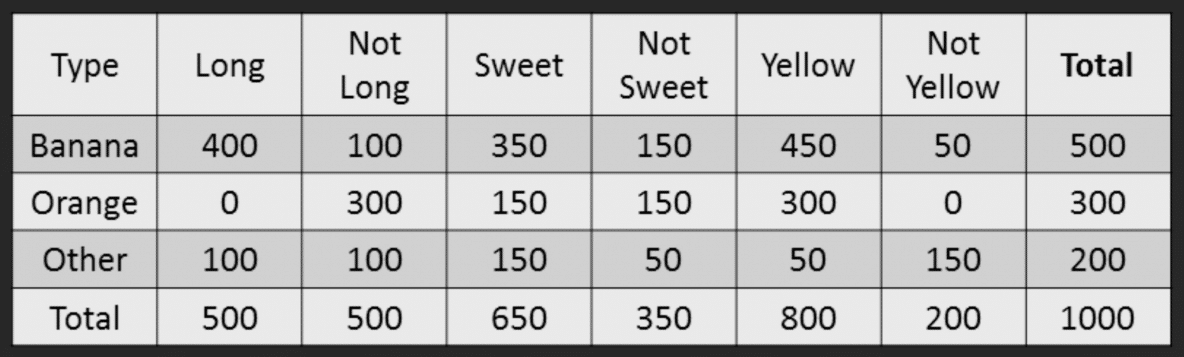 Type Long Not Long Sweet Not Sweet Yellow Not Yellow Total
Banana 400 100 350 150 450 50 500
Orange 0 300 150 150 300 0 300
Other 100 100 150 50 50 150 200
Total 500 500 650 350 800 200 1000